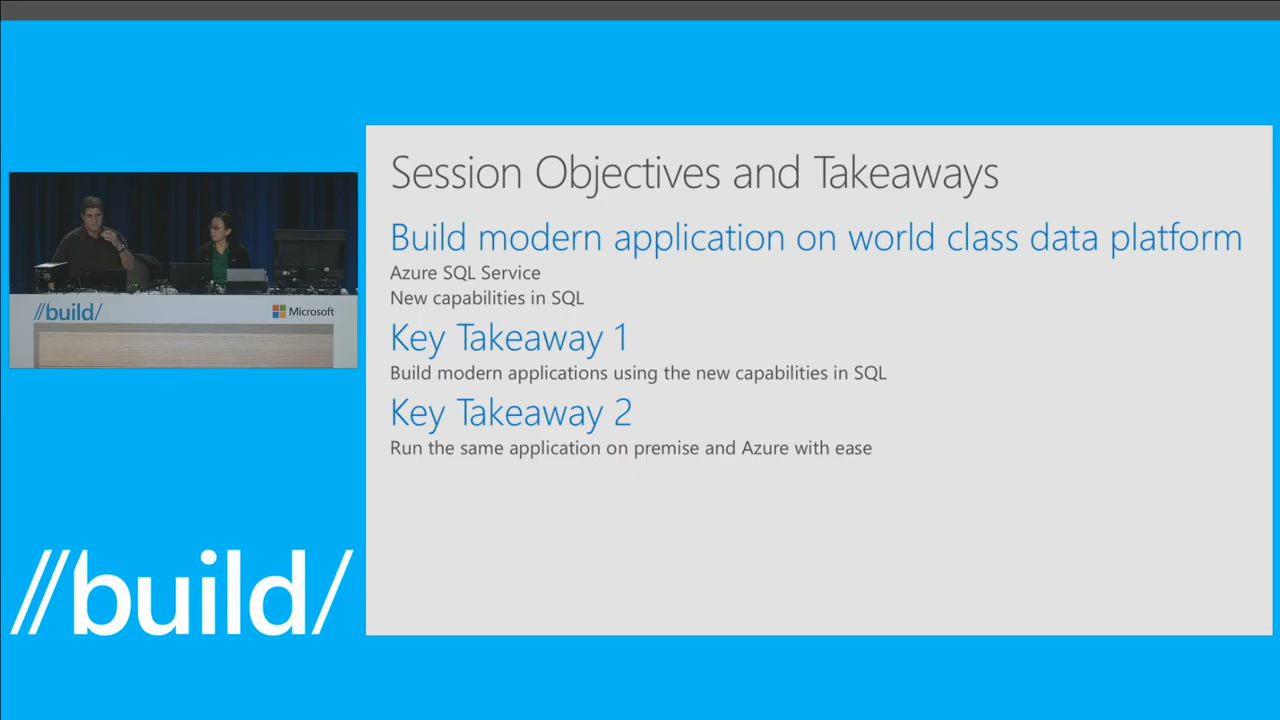 Session Objectives and Takeaways
Build modern application on world class data platform
Azure SQL Service
New capabilities in SQL
Key Takeaway 1
Build modern applications using the new capabilities in SQL
Key Takeaway 2
Run the same application on premise and Azure with ease
//build/
Microsoft
//build/